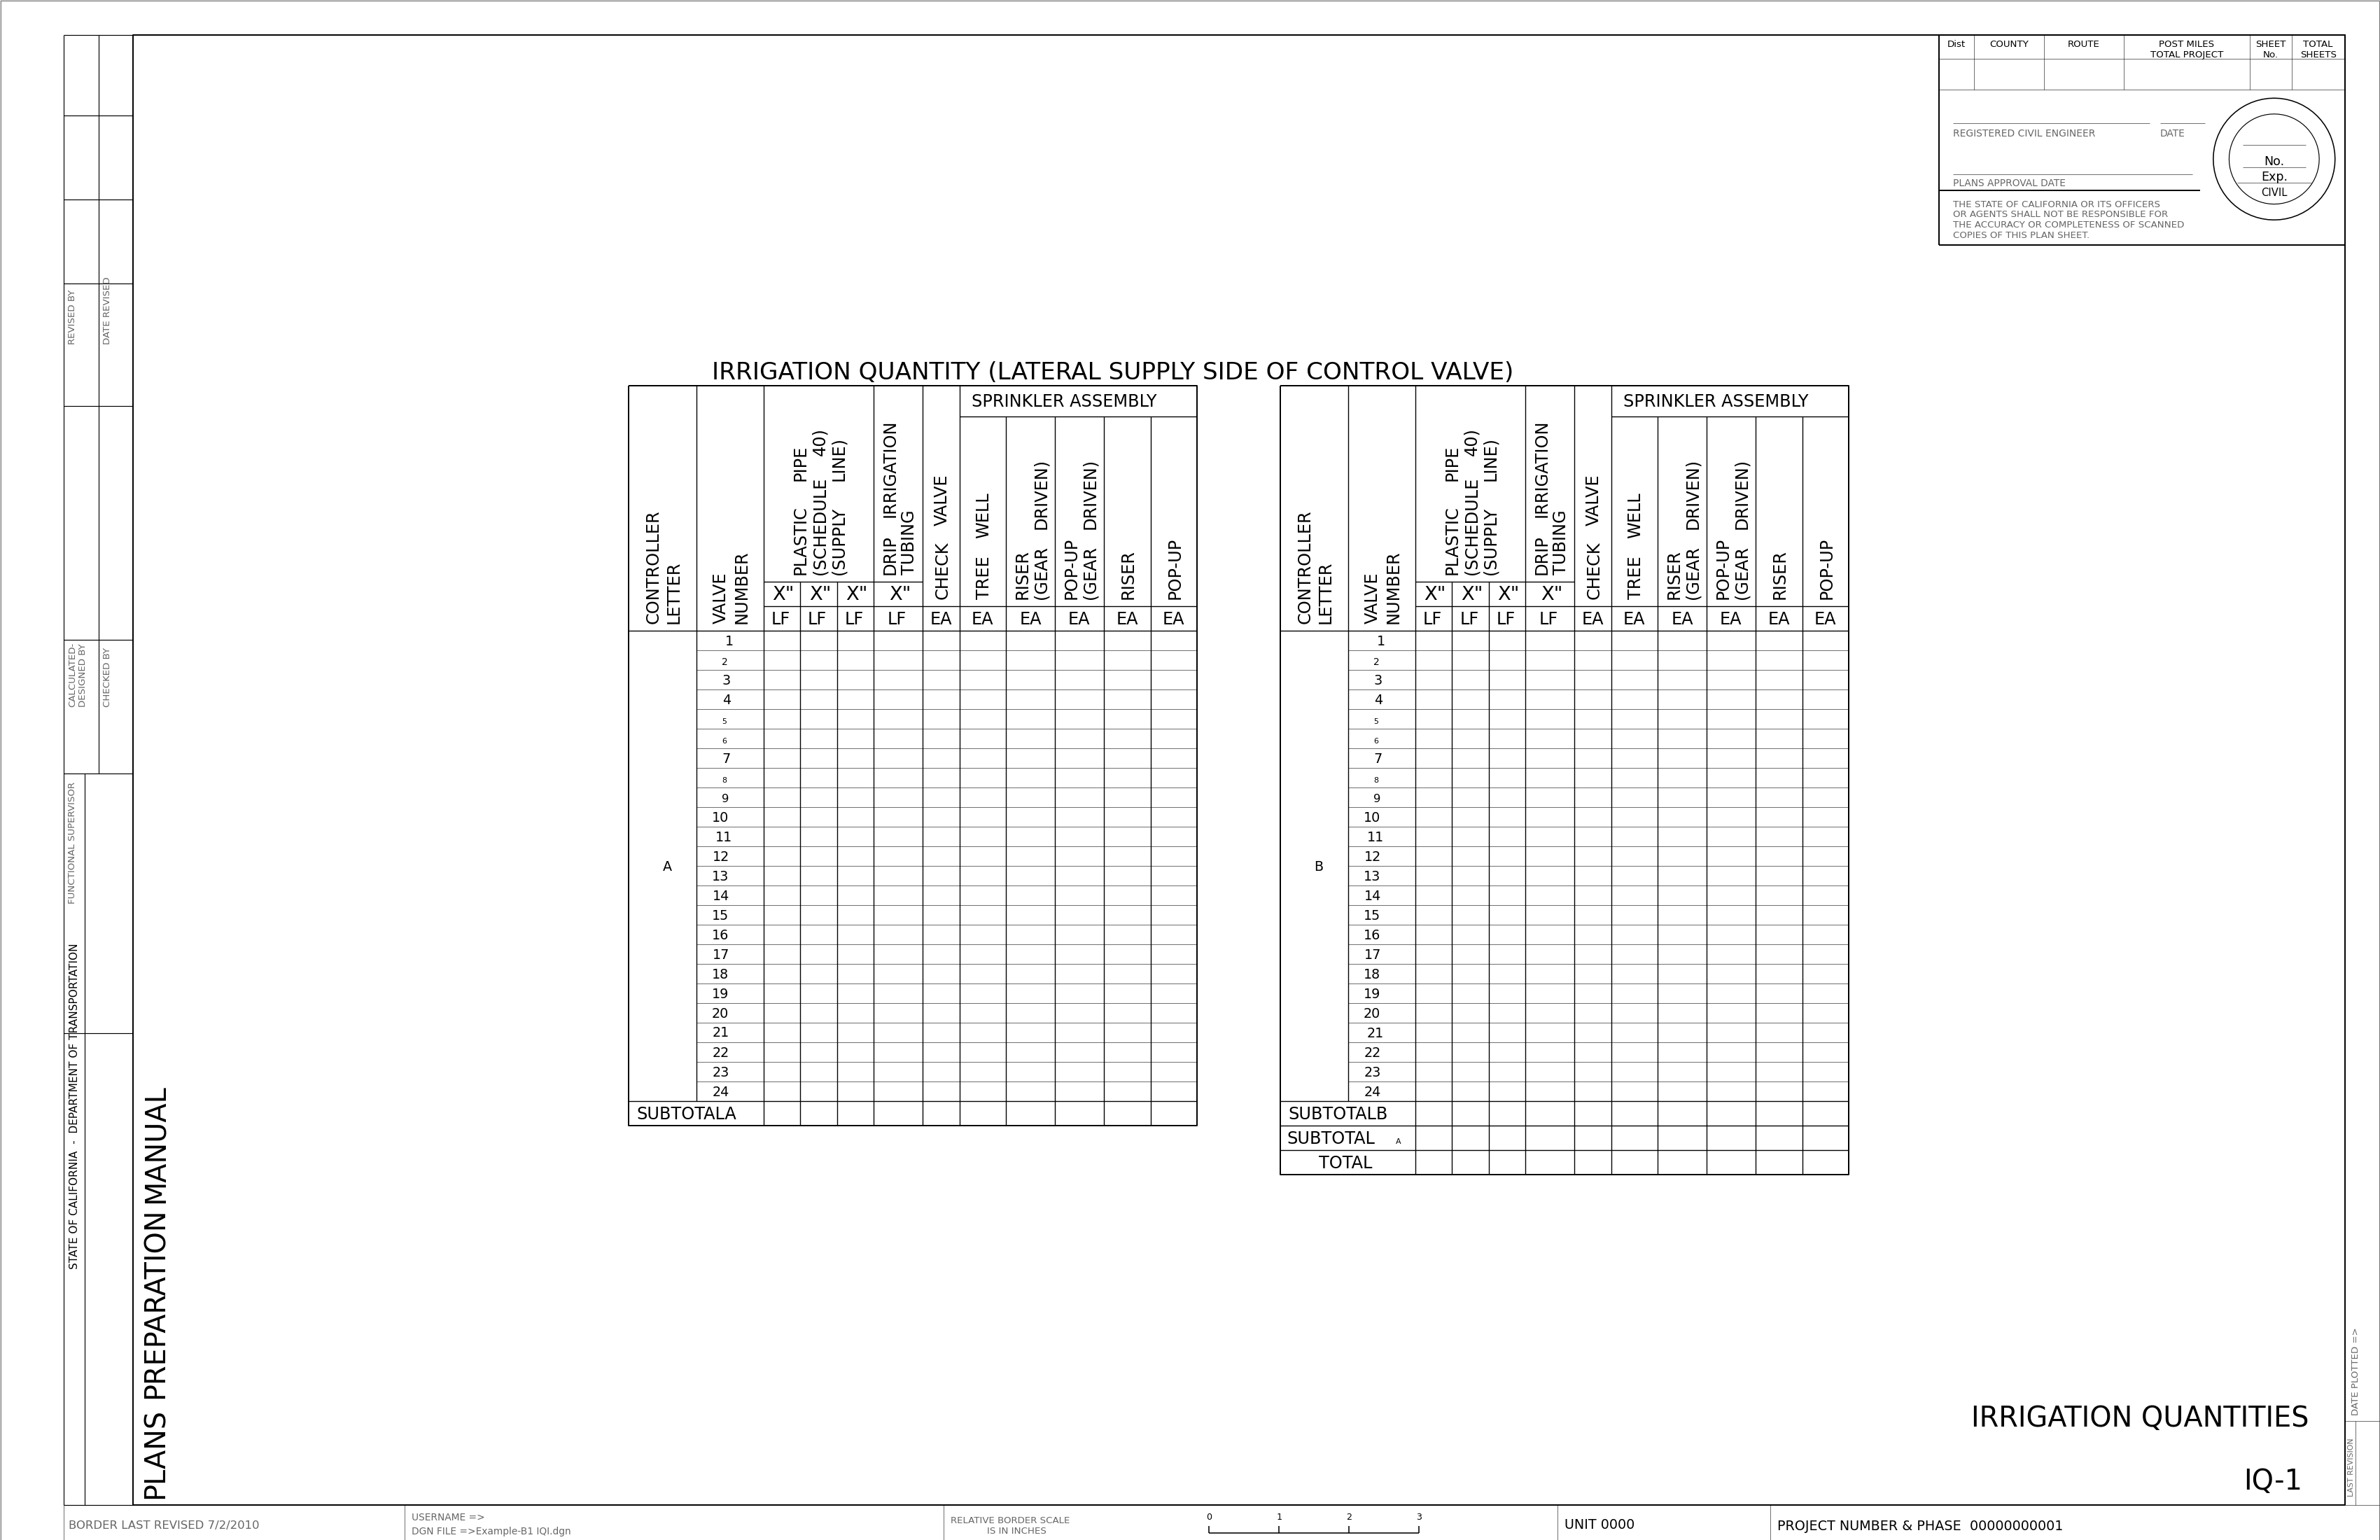 Dist COUNTY ROUTE POST MILES TOTAL PROJECT SHEET No. TOTAL SHEETS
REGISTERED CIVIL ENGINEER DATE
No.
Exp.
CIVIL
PLANS APPROVAL DATE
THE STATE OF CALIFORNIA OR ITS OFFICERS
OR AGENTS SHALL NOT BE RESPONSIBLE FOR
THE ACCURACY OR COMPLETENESS OF SCANNED
COPIES OF THIS PLAN SHEET.
REVISED BY
DATE REVISED
CALCULATED-
DESIGNED BY
CHECKED BY
FUNCTIONAL SUPERVISOR
STATE OF CALIFORNIA - DEPARTMENT OF TRANSPORTATION
PLANS PREPARATION MANUAL
IRRIGATION QUANTITY (LATERAL SUPPLY SIDE OF CONTROL VALVE)
SPRINKLER ASSEMBLY
CONTROLLER
LETTER
VALVE
NUMBER
PLASTIC PIPE
(SCHEDULE 40)
(SUPPLY LINE)
DRIP IRRIGATION
TUBING
CHECK VALVE
TREE WELL
RISER
(GEAR DRIVEN)
POP-UP
(GEAR DRIVEN)
RISER
POP-UP
X" X" X" X"
LF LF LF LF EA EA EA EA EA EA
A
1
2
3
4
5
6
7
8
9
10
11
12
13
14
15
16
17
18
19
20
21
22
23
24
SUBTOTALA
SPRINKLER ASSEMBLY
CONTROLLER
LETTER
VALVE
NUMBER
PLASTIC PIPE
(SCHEDULE 40)
(SUPPLY LINE)
DRIP IRRIGATION
TUBING
CHECK VALVE
TREE WELL
RISER
(GEAR DRIVEN)
POP-UP
(GEAR DRIVEN)
RISER
POP-UP
X" X" X" X"
LF LF LF LF EA EA EA EA EA EA
B
1
2
3
4
5
6
7
8
9
10
11
12
13
14
15
16
17
18
19
20
21
22
23
24
SUBTOTALB
SUBTOTAL A
TOTAL
IRRIGATION QUANTITIES
IQ-1
DATE PLOTTED =>
LAST REVISION
BORDER LAST REVISED 7/2/2010
USERNAME =>
DGN FILE =>Example-B1 IQI.dgn
RELATIVE BORDER SCALE
IS IN INCHES
0 1 2 3
UNIT 0000
PROJECT NUMBER & PHASE 00000000001